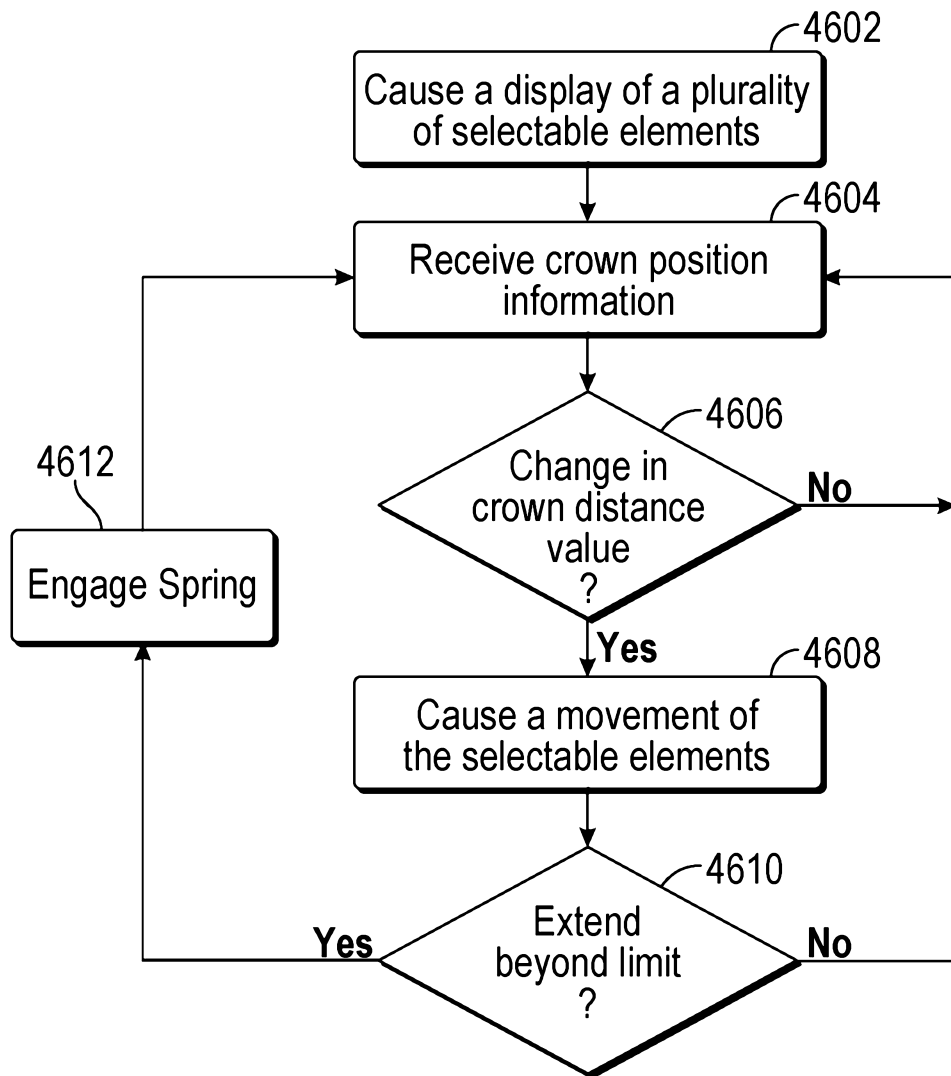 4602
Cause a display of a plurality
of selectable elements
4604
Receive crown position
information
4606
Change in
crown distance
value
?
No
4612
Engage Spring
Yes
4608
Cause a movement of
the selectable elements
4610
Extend
beyond limit
?
Yes
No